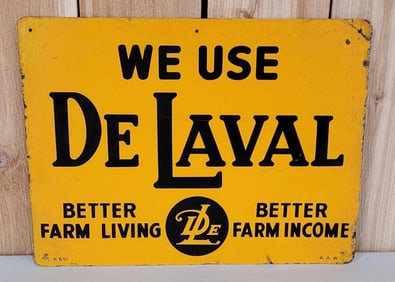 WE USE
DE LAVAL
BETTER BETTER
FARM LIVING FARM INCOME
A.A.W.